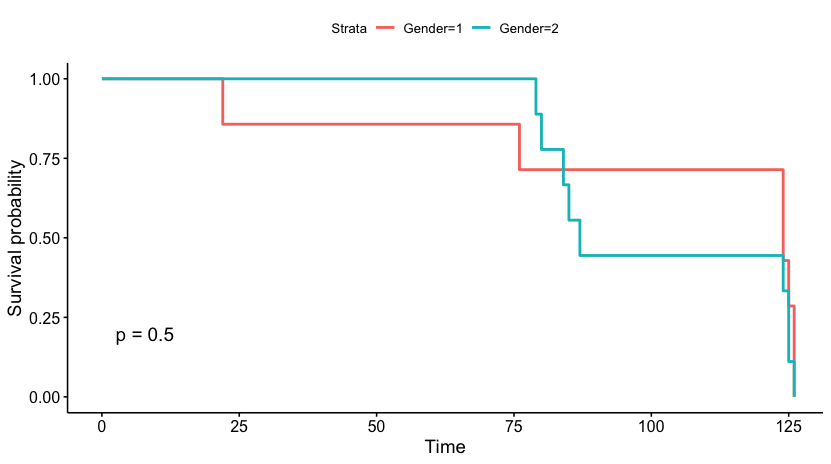 Strata Gender=1 Gender=2
Survival probability
1.00
0.75
0.50
0.25
0.00
p = 0.5
0 25 50 75 100 125
Time